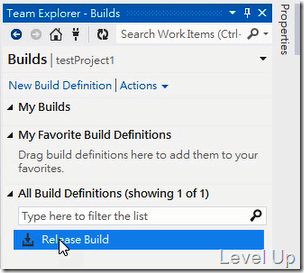 Team Explorer - Builds
Search Work Items (Ctrl-
Properties
Builds | testProject1
New Build Definition | Actions
My Builds
My Favorite Build Definitions
Drag build definitions here to add them to your
favorites.
All Build Definitions (showing 1 of 1)
Type here to filter the list
Release Build
Level Up